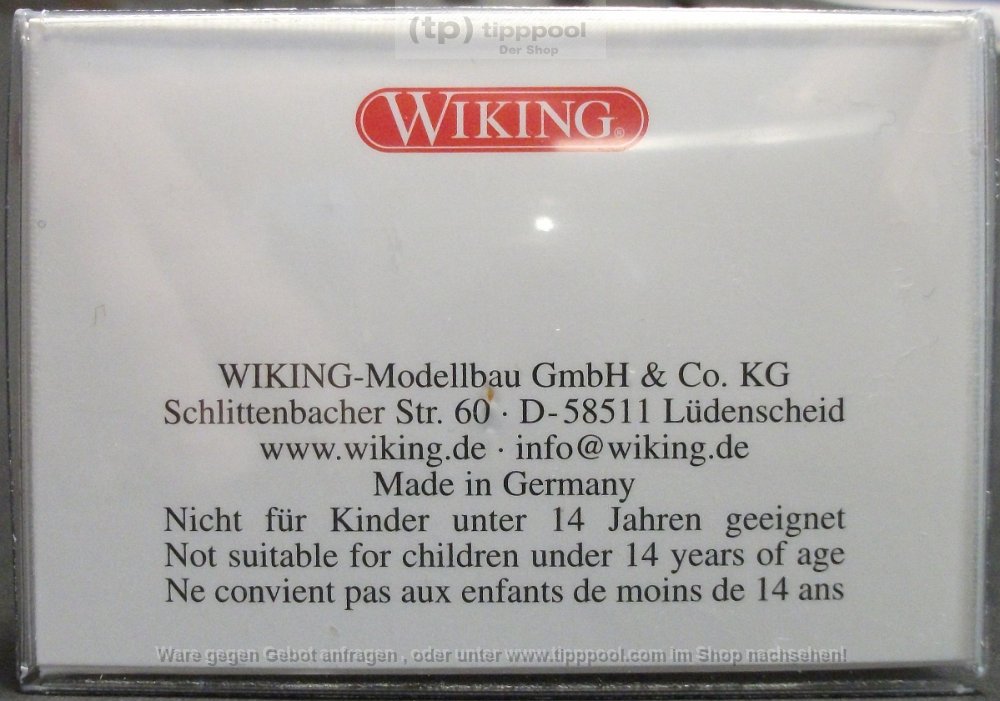 (tp) tipppool
Der Shop
WIKING®
WIKING-Modellbau GmbH & Co. KG
Schlittenbacher Str. 60 · D-58511 Lüdenscheid
www.wiking.de · info@wiking.de
Made in Germany
Nicht für Kinder unter 14 Jahren geeignet
Not suitable for children under 14 years of age
Ne convient pas aux enfants de moins de 14 ans
Ware gegen Gebot anfragen , oder unter www.tipppool.com im Shop nachsehen!